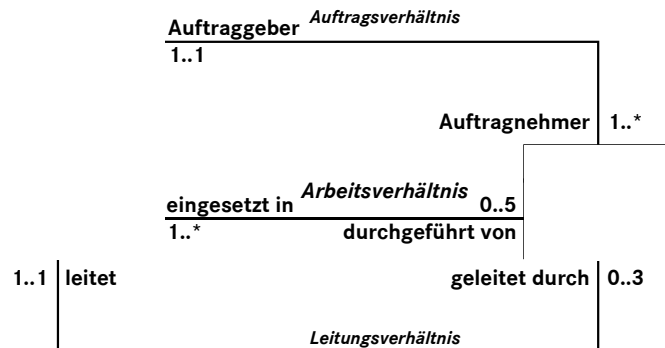 Auftragsverhältnis
Auftraggeber
1..1
Auftragnehmer 1..*
Arbeitsverhältnis
eingesetzt in 0..5
1..* durchgeführt von
1..1 leitet geleitet durch 0..3
Leitungsverhältnis